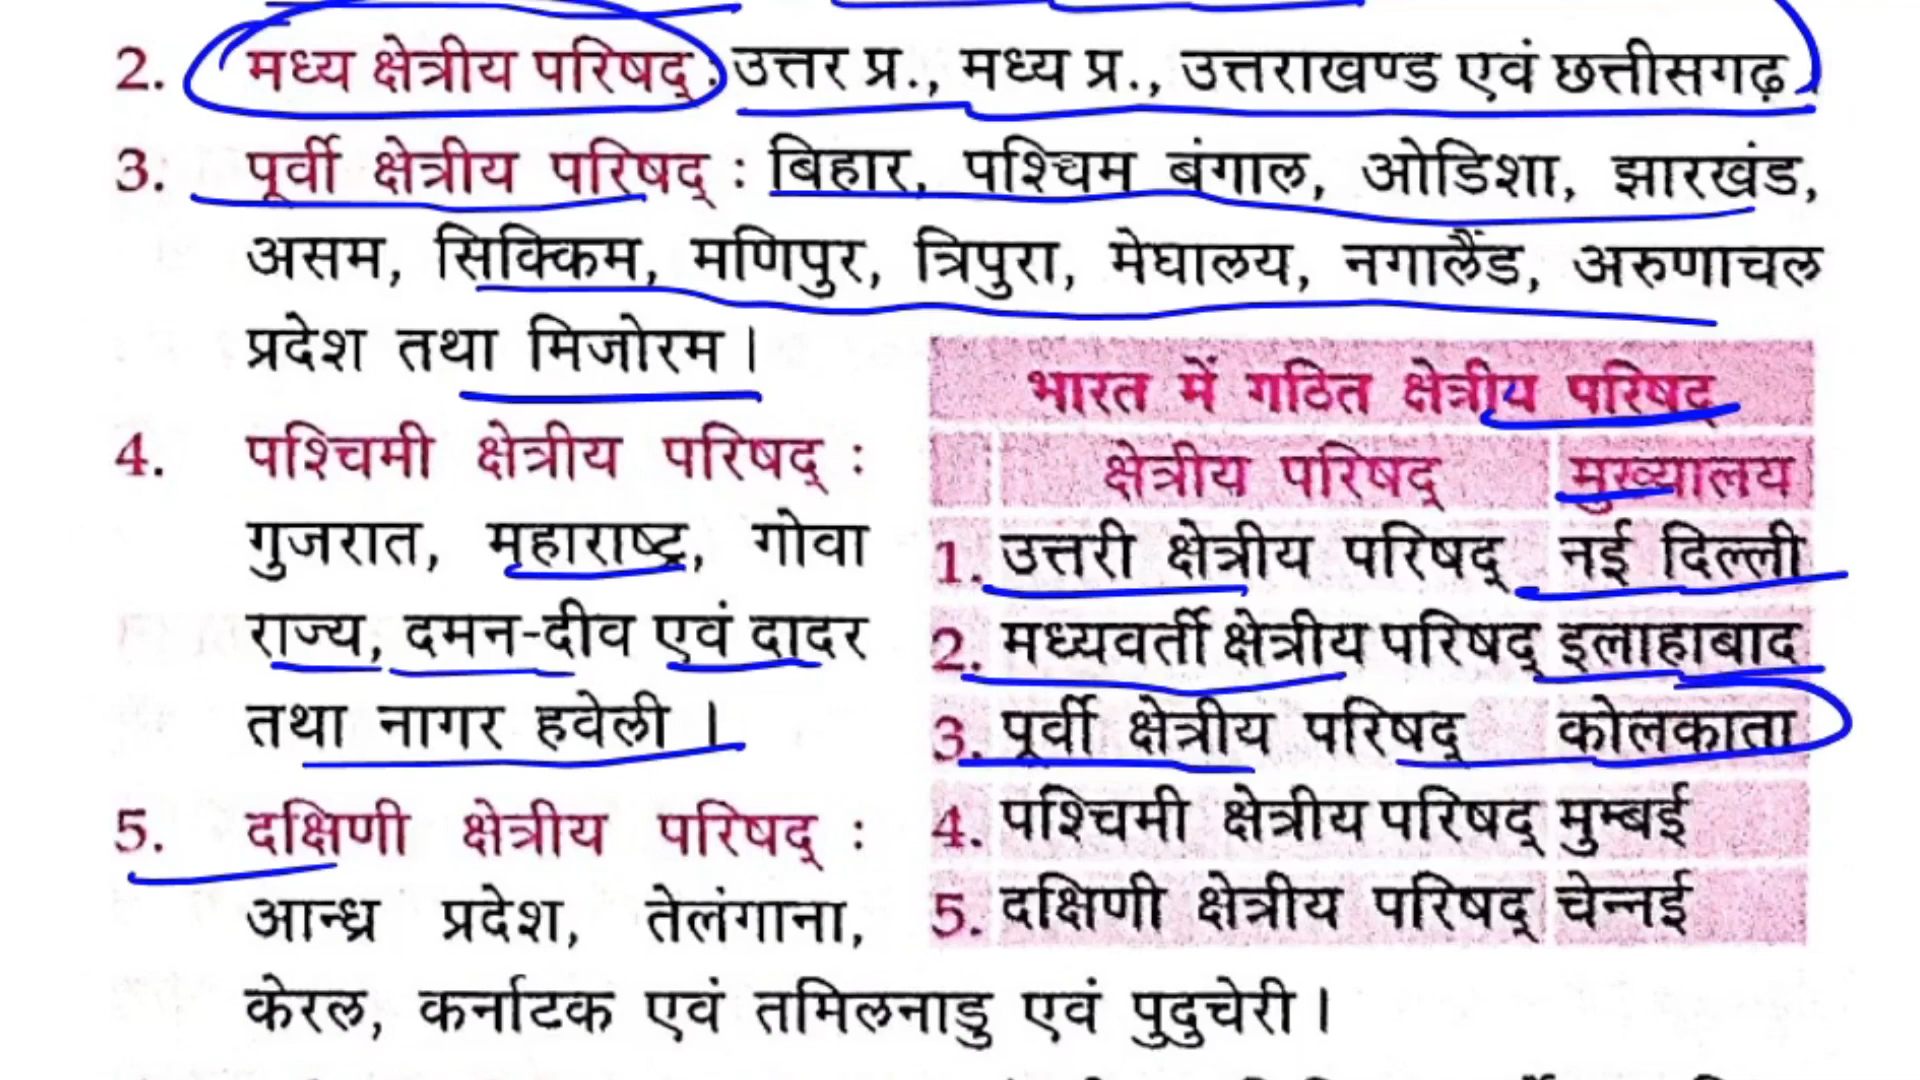 2. मध्य क्षेत्रीय परिषद् : उत्तर प्र., मध्य प्र., उत्तराखण्ड एवं छत्तीसगढ़
3. पूर्वी क्षेत्रीय परिषद् : बिहार, पश्चिम बंगाल, ओडिशा, झारखंड,
असम, सिक्किम, मणिपुर, त्रिपुरा, मेघालय, नगालैंड, अरुणाचल
प्रदेश तथा मिजोरम।
4. पश्चिमी क्षेत्रीय परिषद् :
गुजरात, महाराष्ट्र, गोवा
राज्य, दमन-दीव एवं दादर
तथा नागर हवेली ।
5. दक्षिणी क्षेत्रीय परिषद् :
आन्ध्र प्रदेश, तेलंगाना,
केरल, कर्नाटक एवं तमिलनाडु एवं पुदुचेरी।
भारत में गठित क्षेत्रीय परिषद्
क्षेत्रीय परिषद् मुख्यालय
1. उत्तरी क्षेत्रीय परिषद् नई दिल्ली
2. मध्यवर्ती क्षेत्रीय परिषद् इलाहाबाद
3. पूर्वी क्षेत्रीय परिषद् कोलकाता
4. पश्चिमी क्षेत्रीय परिषद् मुम्बई
5. दक्षिणी क्षेत्रीय परिषद् चेन्नई